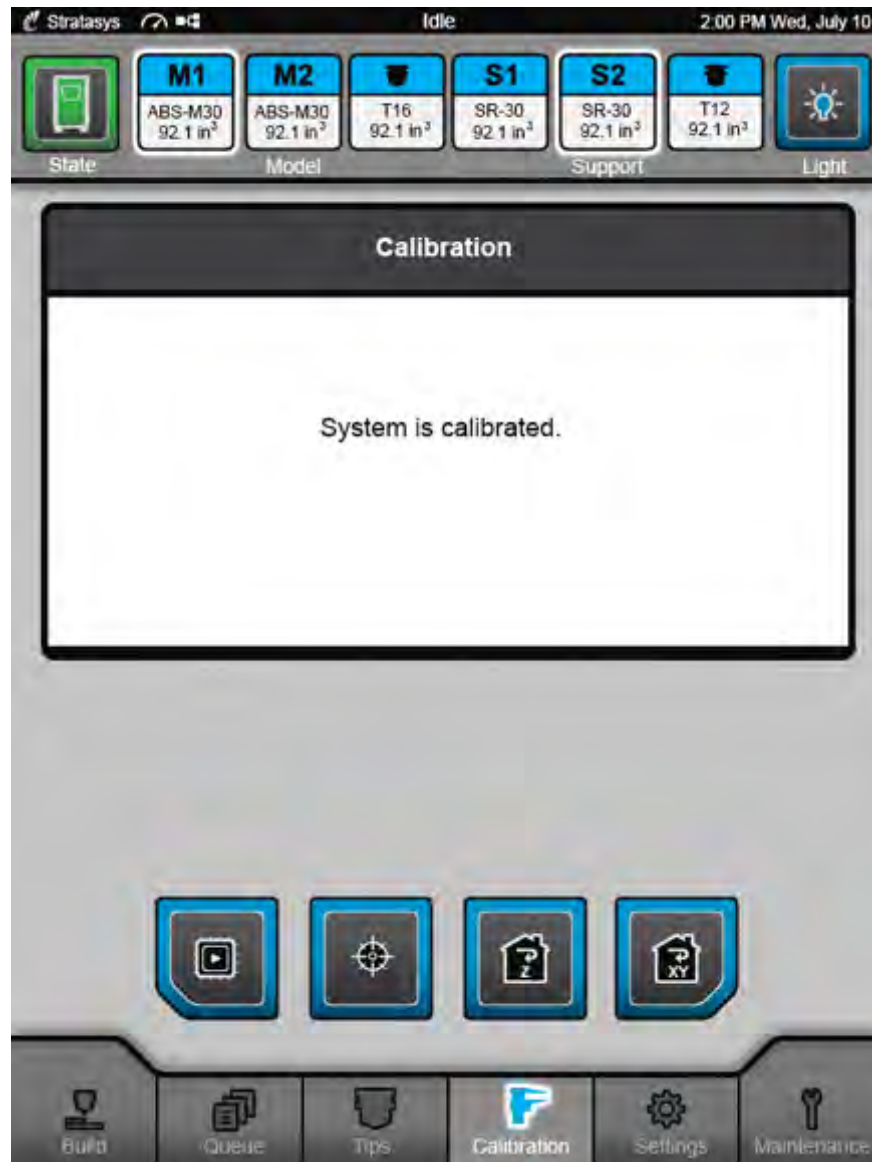 Stratasys
Idle
2:00 PM Wed, July 10
M1
M2
S1
S2
ABS-M30
92.1 in³
ABS-M30
92.1 in³
T16
92.1 in³
SR-30
92.1 in³
SR-30
92.1 in³
T12
92.1 in³
State
Model
Support
Light
Calibration
System is calibrated.
Z
XY
Build
Queue
Tips
Calibration
Settings
Maintenance